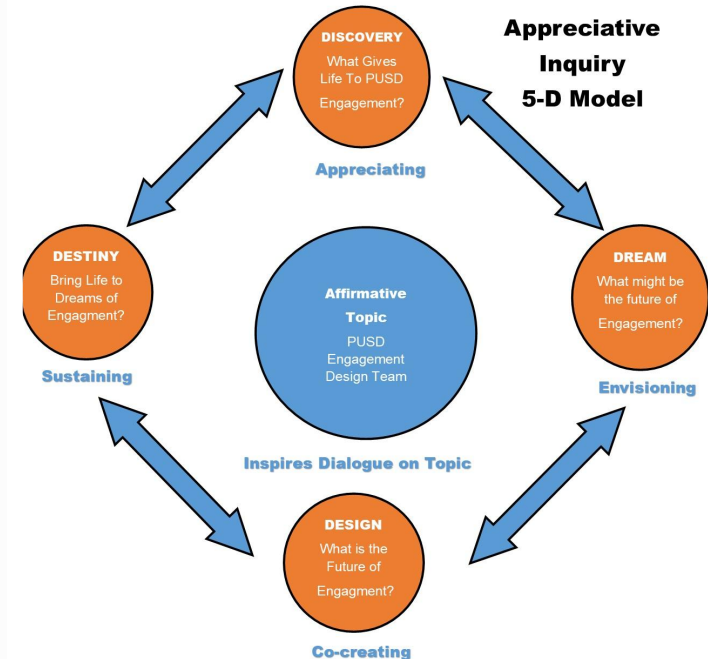 Appreciative
Inquiry
5-D Model
DISCOVERY
What Gives
Life To PUSD
Engagement?
Appreciating
DESTINY
Bring Life to
Dreams of
Engagment?
Sustaining
Affirmative
Topic
PUSD
Engagement
Design Team
Inspires Dialogue on Topic
DREAM
What might be
the future of
Engagement?
Envisioning
DESIGN
What is the
Future of
Engagment?
Co-creating